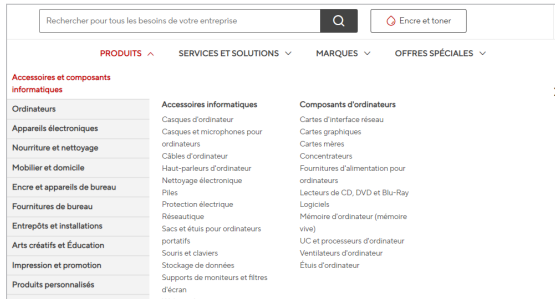 Rechercher pour tous les besoins de votre entreprise
Encre et toner
PRODUITS
SERVICES ET SOLUTIONS
MARQUES
OFFRES SPÉCIALES
Accessoires et composants
informatiques
Ordinateurs
Appareils électroniques
Nourriture et nettoyage
Mobilier et domicile
Encre et appareils de bureau
Fournitures de bureau
Entrepôts et installations
Arts créatifs et Éducation
Impression et promotion
Produits personnalisés
Accessoires informatiques
Casques d'ordinateur
Casques et microphones pour
ordinateurs
Câbles d'ordinateur
Haut-parleurs d'ordinateur
Nettoyage électronique
Piles
Protection électrique
Réseautique
Sacs et étuis pour ordinateurs
portatifs
Souris et claviers
Stockage de données
Supports de moniteurs et filtres
d'écran
Composants d'ordinateurs
Cartes d'interface réseau
Cartes graphiques
Cartes mères
Concentrateurs
Fournitures d'alimentation pour
ordinateurs
Lecteurs de CD, DVD et Blu-Ray
Logiciels
Mémoire d'ordinateur (mémoire
vive)
UC et processeurs d'ordinateur
Ventilateurs d'ordinateur
Étuis d'ordinateur